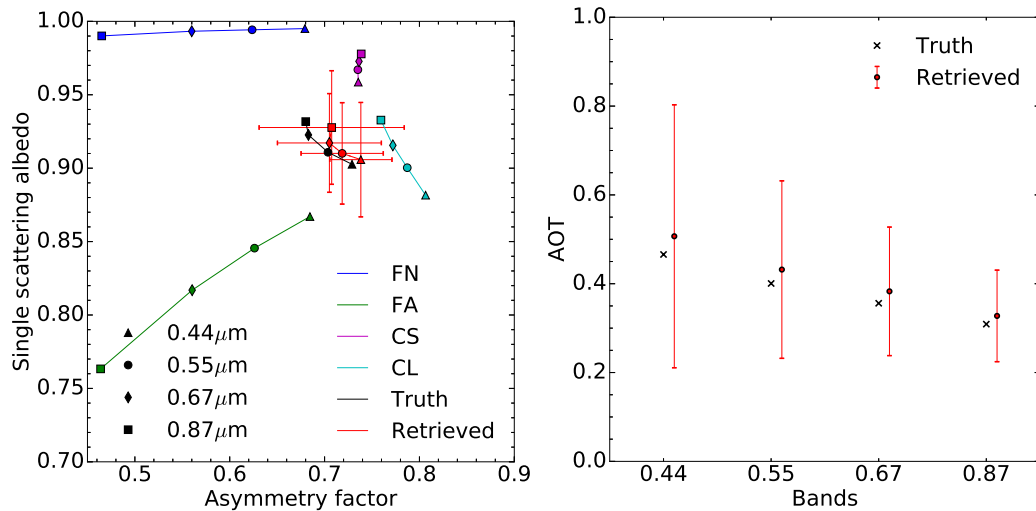 1.00
0.95
0.90
0.85
0.80
0.75
0.70
Single scattering albedo
0.5 0.6 0.7 0.8 0.9
Asymmetry factor
0.44μm
0.55μm
0.67μm
0.87μm
FN
FA
CS
CL
Truth
Retrieved
1.0
0.8
0.6
0.4
0.2
0.0
AOT
0.44 0.55 0.67 0.87
Bands
Truth
Retrieved